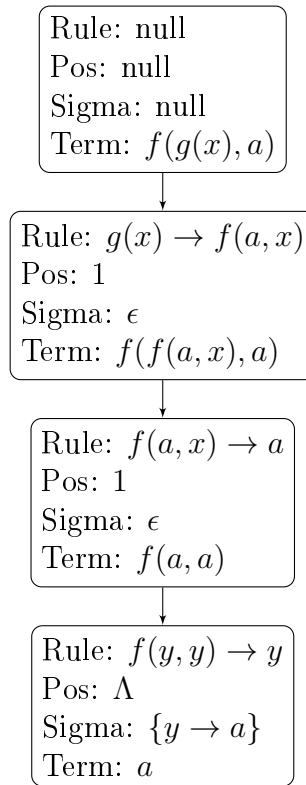 Rule: null
Pos: null
Sigma: null
Term: f(g(x), a)
Rule: g(x) → f(a, x)
Pos: 1
Sigma: ϵ
Term: f(f(a, x), a)
Rule: f(a, x) → a
Pos: 1
Sigma: ϵ
Term: f(a, a)
Rule: f(y, y) → y
Pos: Λ
Sigma: {y → a}
Term: a